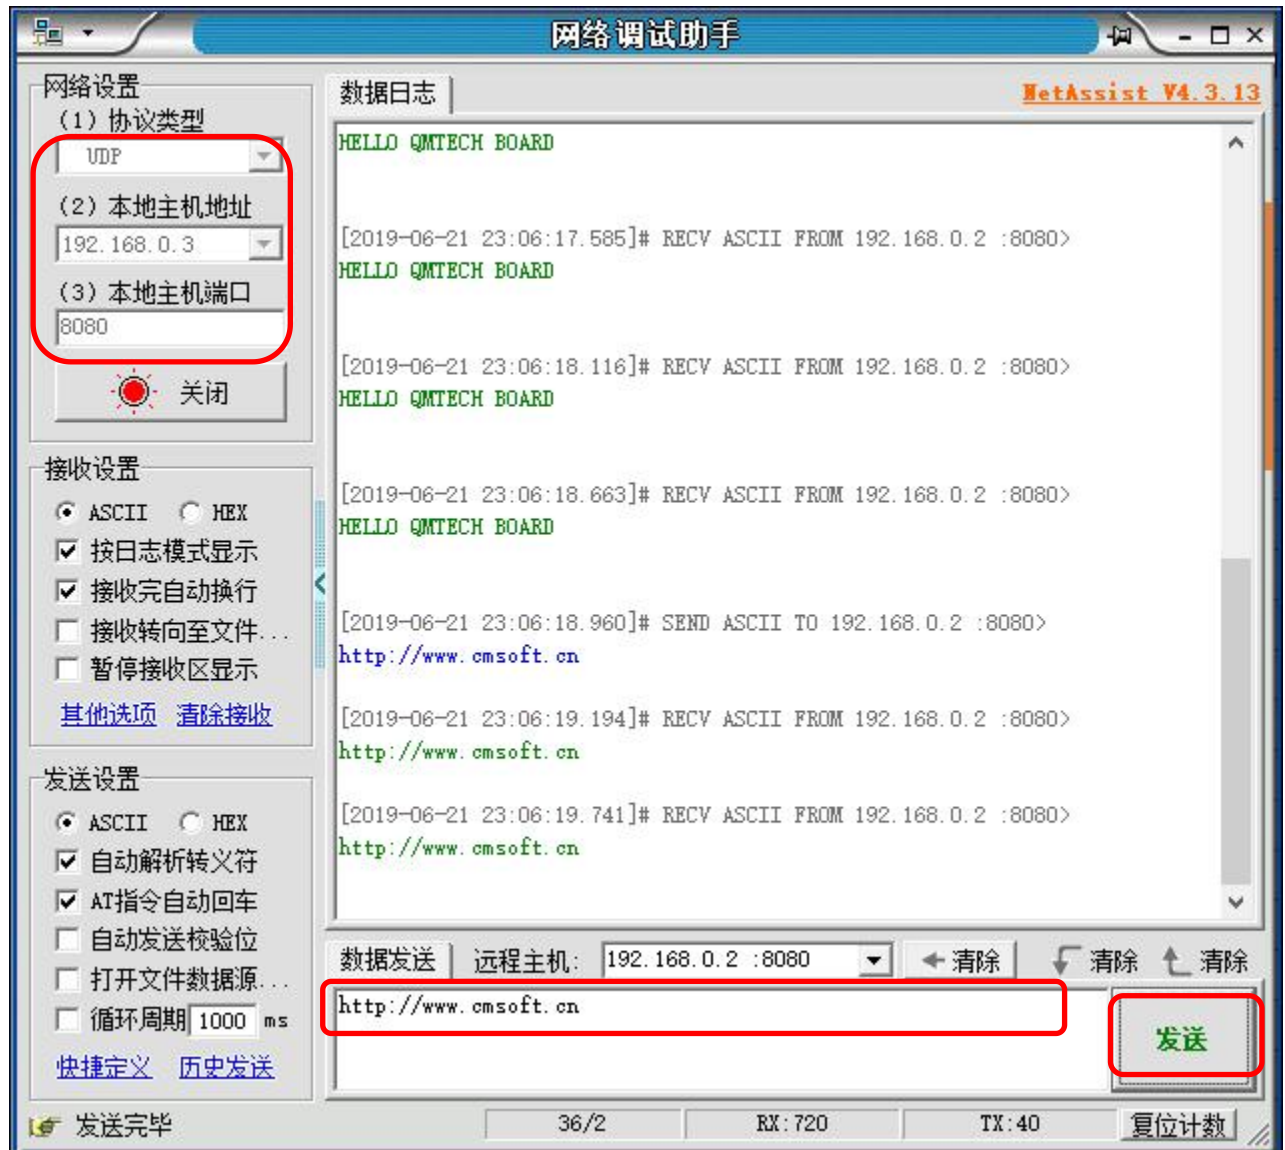 网络调试助手
网络设置
(1) 协议类型
UDP
(2) 本地主机地址
192.168.0.3
(3) 本地主机端口
8080
关闭
接收设置
ASCII HEX
按日志模式显示
接收完自动换行
接收转向至文件...
暂停接收区显示
其他选项 清除接收
发送设置
ASCII HEX
自动解析转义符
AT指令自动回车
自动发送校验位
打开文件数据源...
循环周期 1000 ms
快捷定义 历史发送
数据日志
NetAssist V4.3.13
HELLO QMTECH BOARD
[2019-06-21 23:06:17.585]# RECV ASCII FROM 192.168.0.2 :8080>
HELLO QMTECH BOARD
[2019-06-21 23:06:18.116]# RECV ASCII FROM 192.168.0.2 :8080>
HELLO QMTECH BOARD
[2019-06-21 23:06:18.663]# RECV ASCII FROM 192.168.0.2 :8080>
HELLO QMTECH BOARD
[2019-06-21 23:06:18.960]# SEND ASCII TO 192.168.0.2 :8080>
http://www.cmsoft.cn
[2019-06-21 23:06:19.194]# RECV ASCII FROM 192.168.0.2 :8080>
http://www.cmsoft.cn
[2019-06-21 23:06:19.741]# RECV ASCII FROM 192.168.0.2 :8080>
http://www.cmsoft.cn
数据发送 远程主机: 192.168.0.2 :8080 清除 清除 清除
http://www.cmsoft.cn
发送
发送完毕 36/2 RX:720 TX:40 复位计数